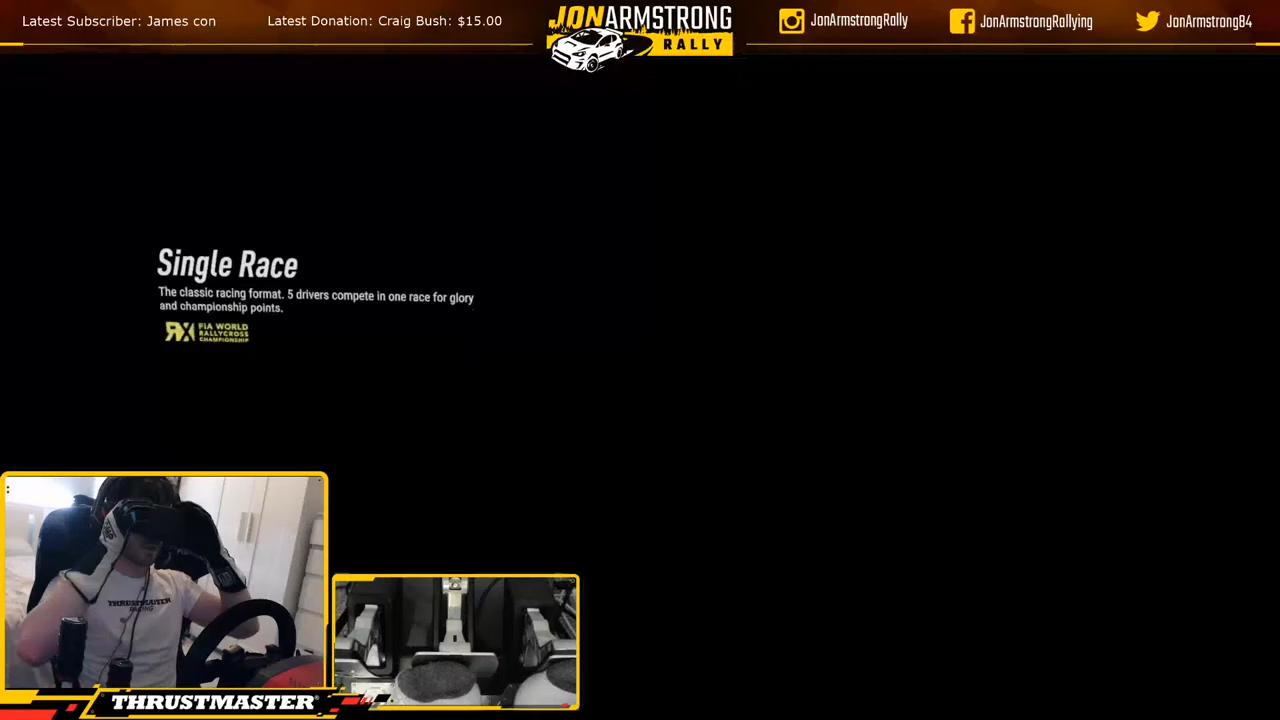 Latest Subscriber: James con
Latest Donation: Craig Bush: $15.00
JONARMSTRONG
RALLY
JonArmstrongRally
JonArmstrongRallying
JonArmstrong84
Single Race
The classic racing format. 5 drivers compete in one race for glory
and championship points.
RX FIA WORLD
RALLYCROSS
CHAMPIONSHIP
THRUSTMASTER
RACING
THRUSTMASTER